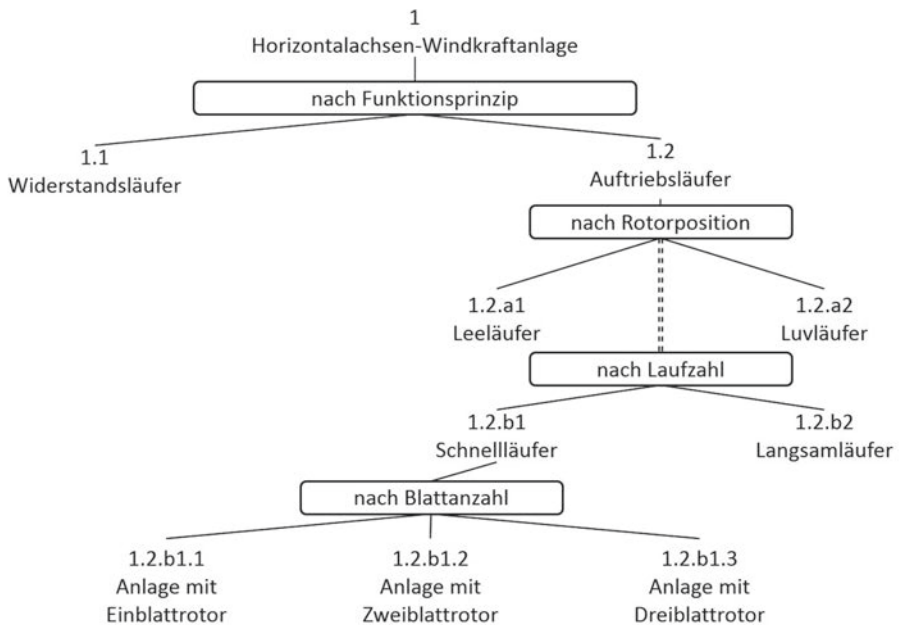 1
Horizontalachsen-Windkraftanlage
nach Funktionsprinzip
1.1
Widerstandsläufer
1.2
Auftriebsläufer
nach Rotorposition
1.2.a1
Leeläufer
1.2.a2
Luvläufer
nach Laufzahl
1.2.b1
Schnellläufer
1.2.b2
Langsamläufer
nach Blattanzahl
1.2.b1.1
Anlage mit
Einblattrotor
1.2.b1.2
Anlage mit
Zweiblattrotor
1.2.b1.3
Anlage mit
Dreiblattrotor